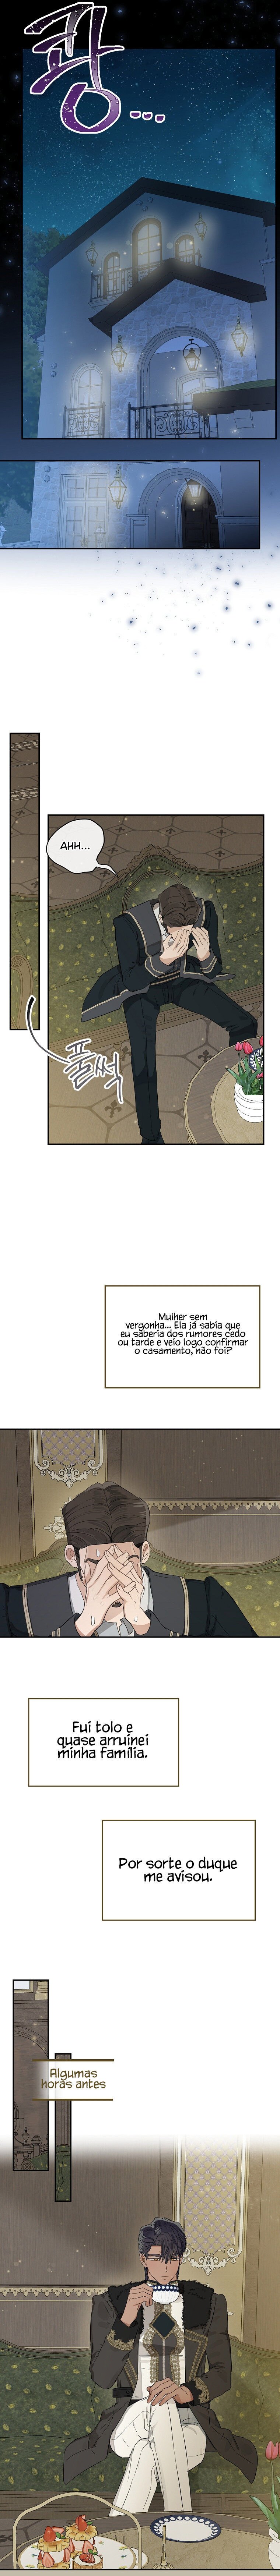 쾅...
AHH...
풀썩
Mulher sem
vergonha... Ela já sabia que
eu saberia dos rumores cedo
ou tarde e veio logo confirmar
o casamento, não foi?
Fui tolo e
quase arruinei
minha família.
Por sorte o duque
me avisou.
Algumas
horas antes